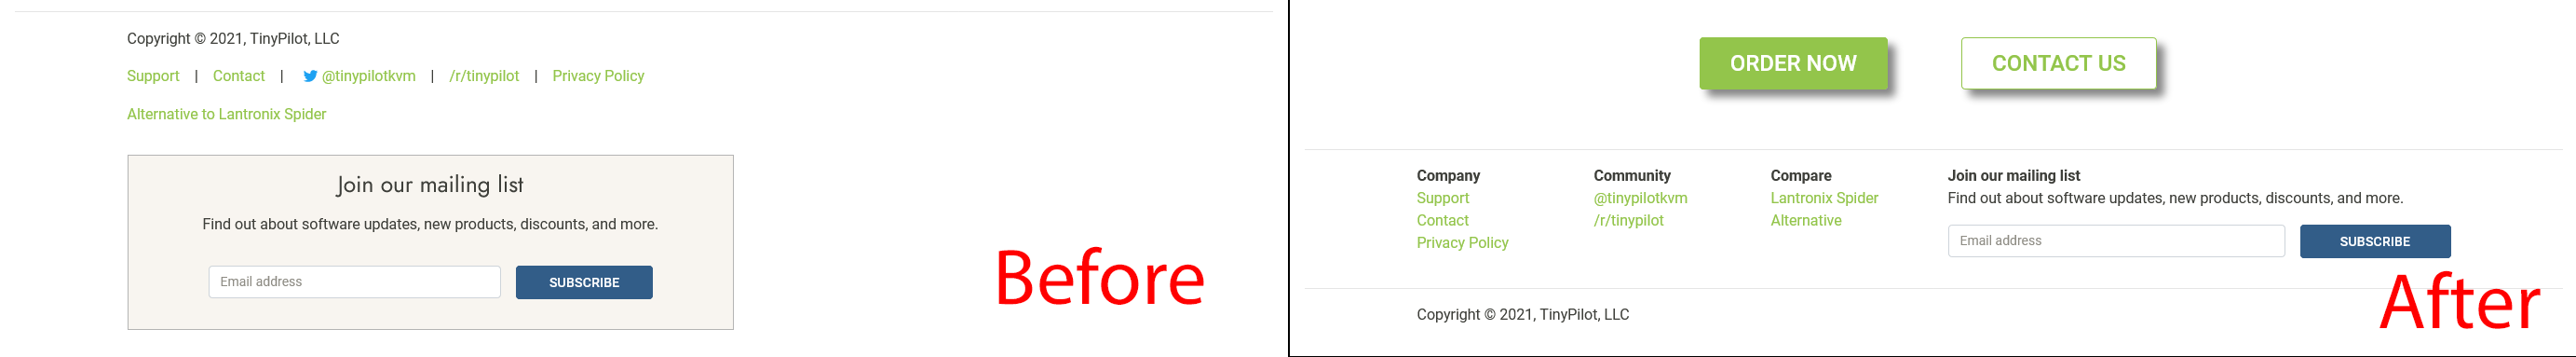 Copyright © 2021, TinyPilot, LLC
Support | Contact | @tinypilotkvm | /r/tinypilot | Privacy Policy
Alternative to Lantronix Spider
Join our mailing list
Find out about software updates, new products, discounts, and more.
Email address SUBSCRIBE
Before
ORDER NOW CONTACT US
Company
Support
Contact
Privacy Policy
Community
@tinypilotkvm
/r/tinypilot
Compare
Lantronix Spider
Alternative
Join our mailing list
Find out about software updates, new products, discounts, and more.
Email address SUBSCRIBE
After
Copyright © 2021, TinyPilot, LLC